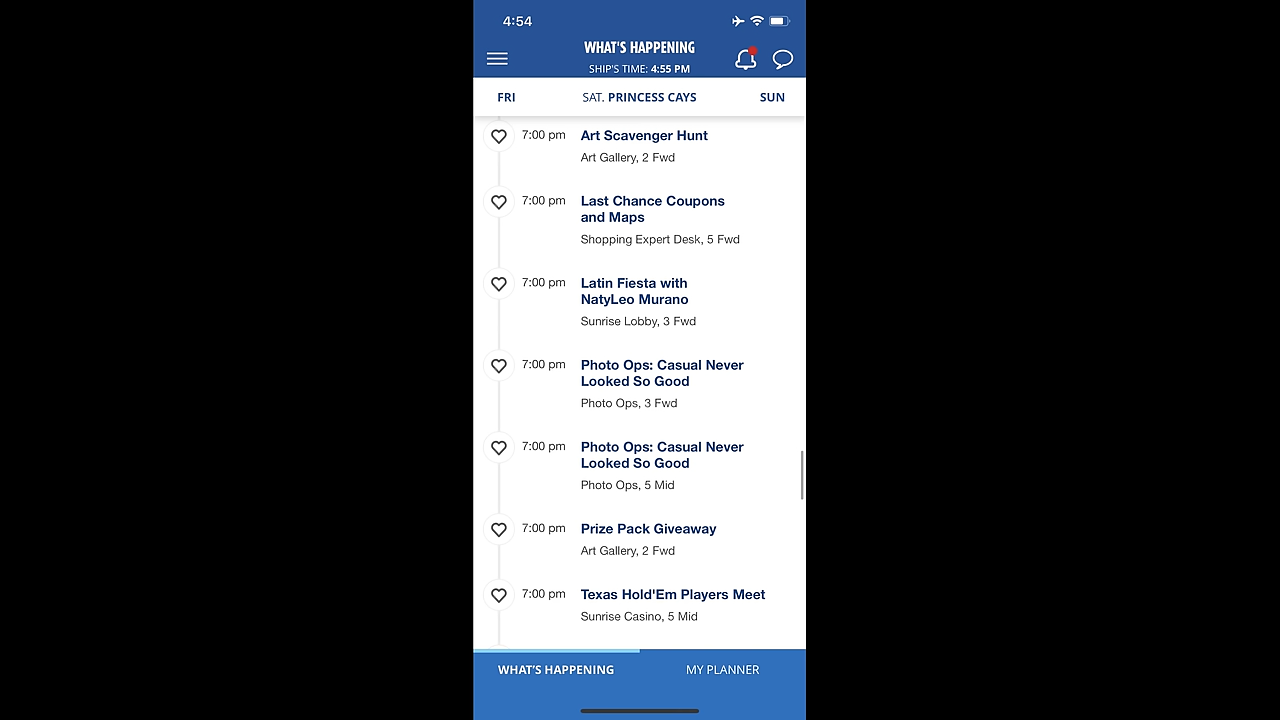 4:54
WHAT'S HAPPENING
SHIP'S TIME: 4:55 PM
FRI
SAT. PRINCESS CAYS
SUN
7:00 pm
Art Scavenger Hunt
Art Gallery, 2 Fwd
7:00 pm
Last Chance Coupons
and Maps
Shopping Expert Desk, 5 Fwd
7:00 pm
Latin Fiesta with
NatyLeo Murano
Sunrise Lobby, 3 Fwd
7:00 pm
Photo Ops: Casual Never
Looked So Good
Photo Ops, 3 Fwd
7:00 pm
Photo Ops: Casual Never
Looked So Good
Photo Ops, 5 Mid
7:00 pm
Prize Pack Giveaway
Art Gallery, 2 Fwd
7:00 pm
Texas Hold'Em Players Meet
Sunrise Casino, 5 Mid
WHAT'S HAPPENING
MY PLANNER